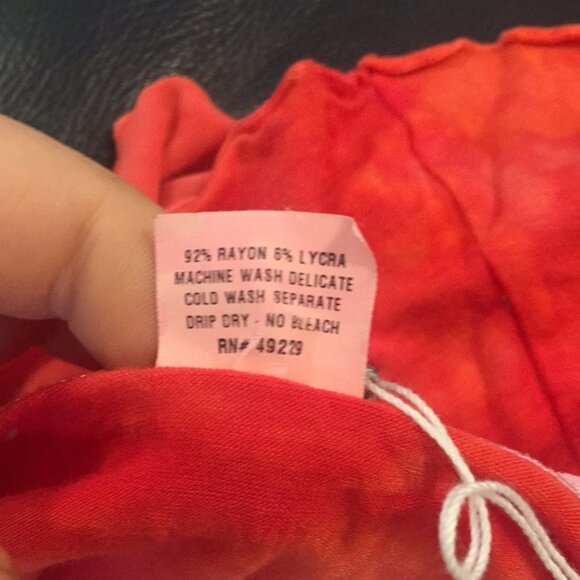 92% RAYON 6% LYCRA
MACHINE WASH DELICATE
COLD WASH SEPARATE
DRIP DRY - NO BLEACH
RN# 49229